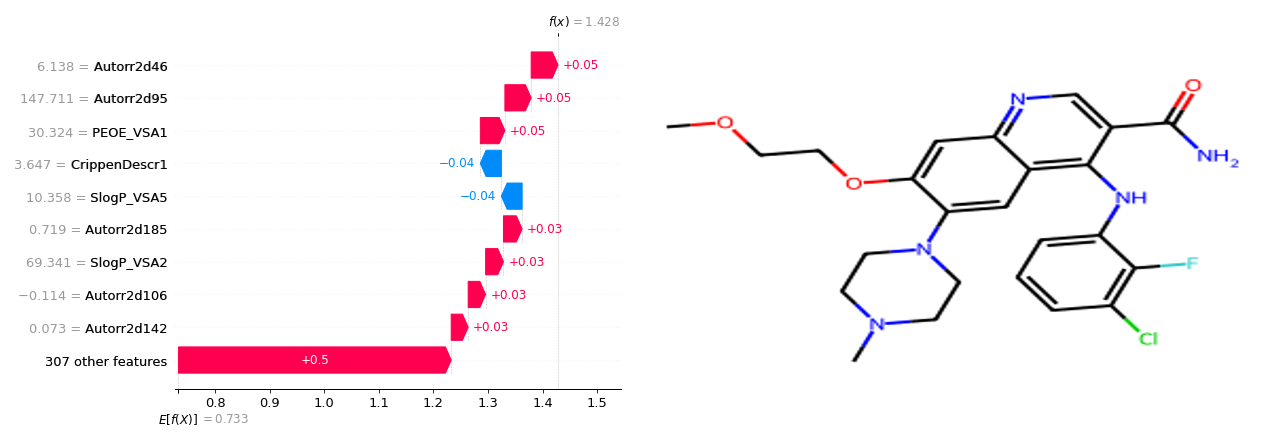 f(x) = 1.428
6.138 = Autorr2d46 +0.05
147.711 = Autorr2d95 +0.05
30.324 = PEOE_VSA1 +0.05
3.647 = CrippenDescr1 −0.04
10.358 = SlogP_VSA5 −0.04
0.719 = Autorr2d185 +0.03
69.341 = SlogP_VSA2 +0.03
−0.114 = Autorr2d106 +0.03
0.073 = Autorr2d142 +0.03
307 other features +0.5
0.8 0.9 1.0 1.1 1.2 1.3 1.4 1.5
E[f(X)] = 0.733
O
N
O
NH2
O
NH
N
F
N
Cl